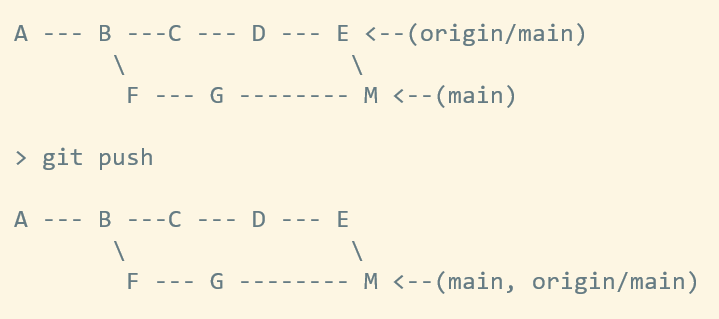 A --- B ---C --- D --- E <--(origin/main)
       \                \
        F --- G -------- M <--(main)
> git push
A --- B ---C --- D --- E
       \                \
        F --- G -------- M <--(main, origin/main)